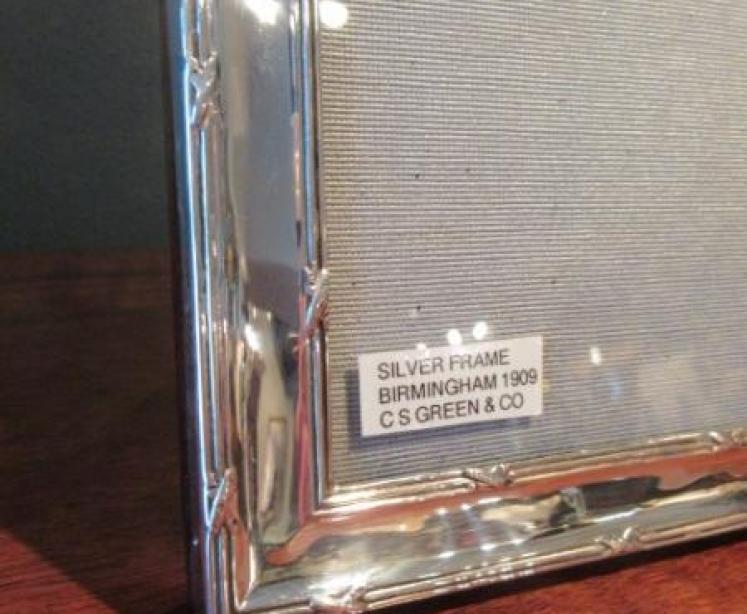 SILVER FRAME
BIRMINGHAM 1909
C S GREEN & CO